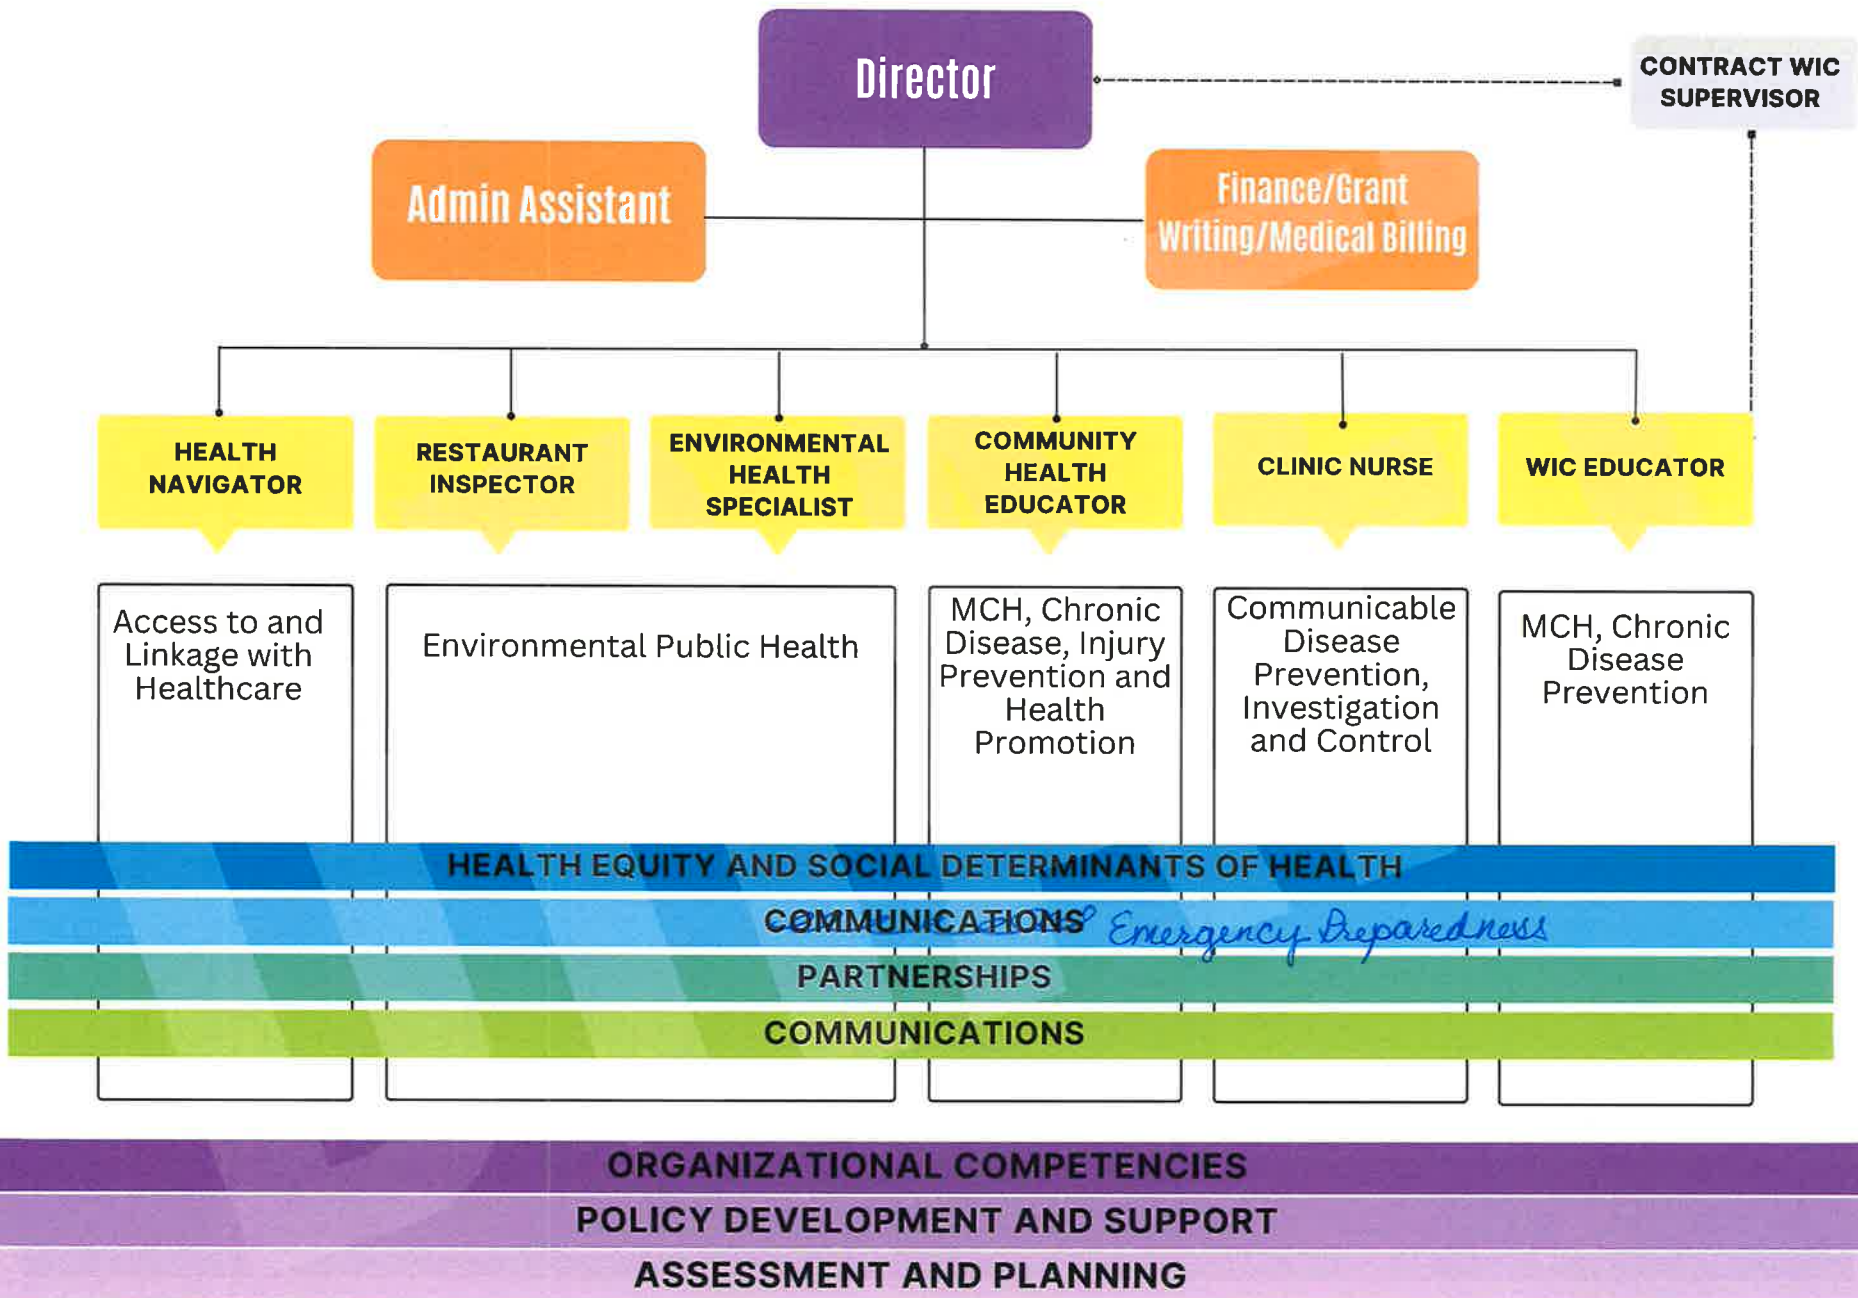 Director
CONTRACT WIC
SUPERVISOR
Admin Assistant
Finance/Grant
Writing/Medical Billing
HEALTH
NAVIGATOR
RESTAURANT
INSPECTOR
ENVIRONMENTAL
HEALTH
SPECIALIST
COMMUNITY
HEALTH
EDUCATOR
CLINIC NURSE
WIC EDUCATOR
Access to and
Linkage with
Healthcare
Environmental Public Health
MCH, Chronic
Disease, Injury
Prevention and
Health
Promotion
Communicable
Disease
Prevention,
Investigation
and Control
MCH, Chronic
Disease
Prevention
HEALTH EQUITY AND SOCIAL DETERMINANTS OF HEALTH
COMMUNICATIONS Emergency Preparedness
PARTNERSHIPS
COMMUNICATIONS
ORGANIZATIONAL COMPETENCIES
POLICY DEVELOPMENT AND SUPPORT
ASSESSMENT AND PLANNING